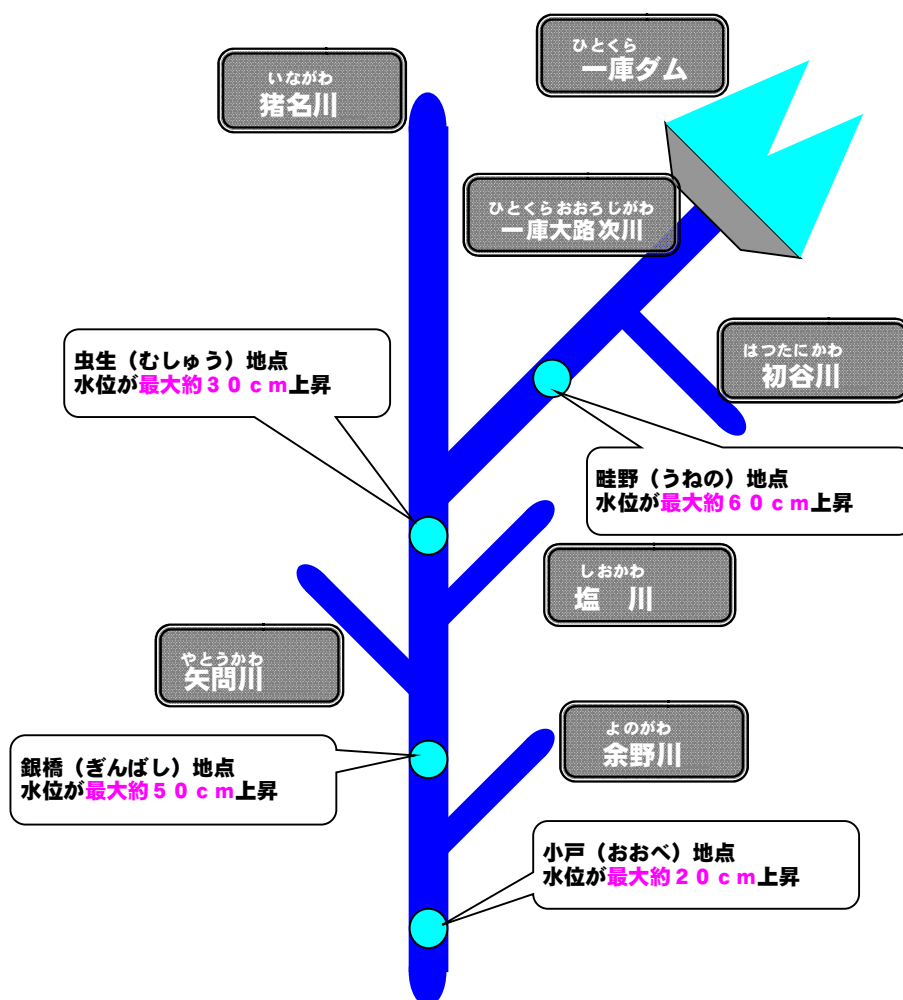 ひとくら
一庫ダム
いながわ
猪名川
ひとくらおおろじがわ
一庫大路次川
はつたにかわ
初谷川
虫生（むしゅう）地点
水位が最大約３０ｃｍ上昇
畦野（うねの）地点
水位が最大約６０ｃｍ上昇
しおかわ
塩　川
やとうかわ
矢問川
よのがわ
余野川
銀橋（ぎんばし）地点
水位が最大約５０ｃｍ上昇
小戸（おおべ）地点
水位が最大約２０ｃｍ上昇